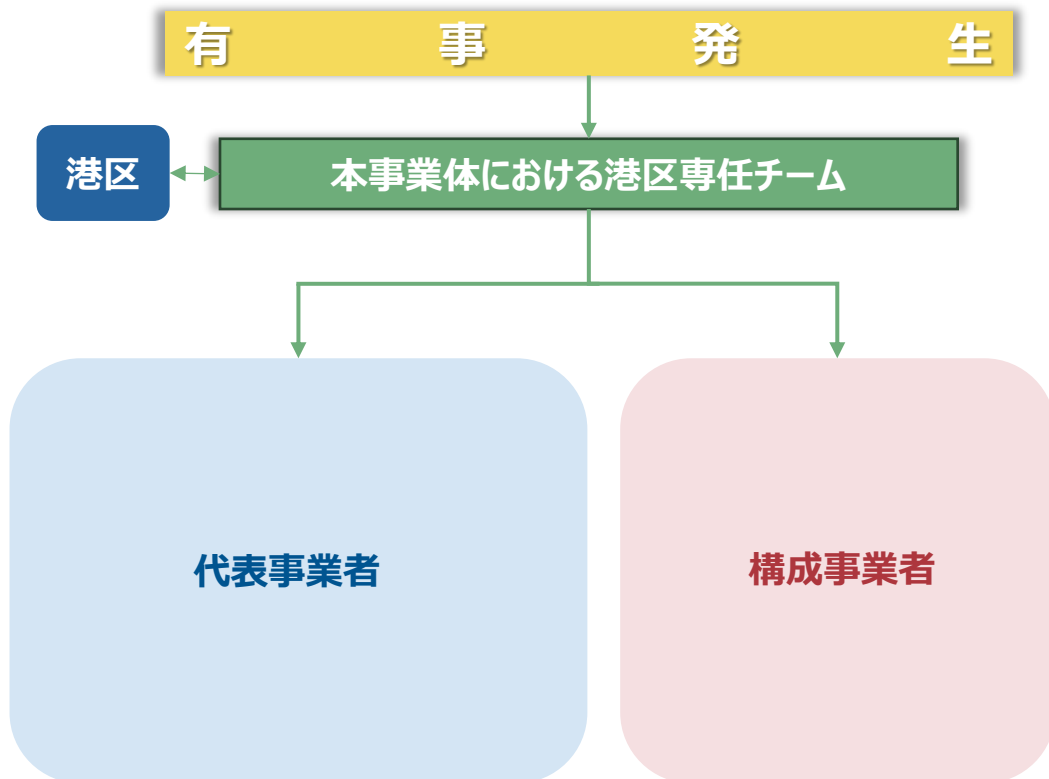 有事発生
港区
本事業体における港区専任チーム
代表事業者
構成事業者